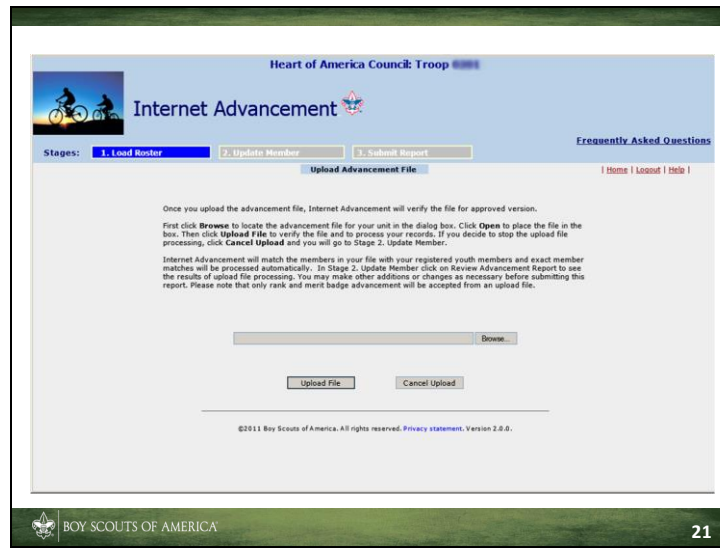 Heart of America Council: Troop
Internet Advancement
Frequently Asked Questions
Stages: 1. Load Roster 2. Update Member 3. Submit Report
Upload Advancement File | Home | Logout | Help |
Once you upload the advancement file, Internet Advancement will verify the file for approved version.
First click Browse to locate the advancement file for your unit in the dialog box. Click Open to place the file in the
box. Then click Upload File to verify the file and to process your records. If you decide to stop the upload file
processing, click Cancel Upload and you will go to Stage 2. Update Member.
Internet Advancement will match the members in your file with your registered youth members and exact member
matches will be processed automatically. In Stage 2. Update Member click on Review Advancement Report to see
the results of upload file processing. You may make other additions or changes as necessary before submitting this
report. Please note that only rank and merit badge advancement will be accepted from an upload file.
Browse...
Upload File Cancel Upload
©2011 Boy Scouts of America. All rights reserved. Privacy statement. Version 2.0.0.
BOY SCOUTS OF AMERICA
21